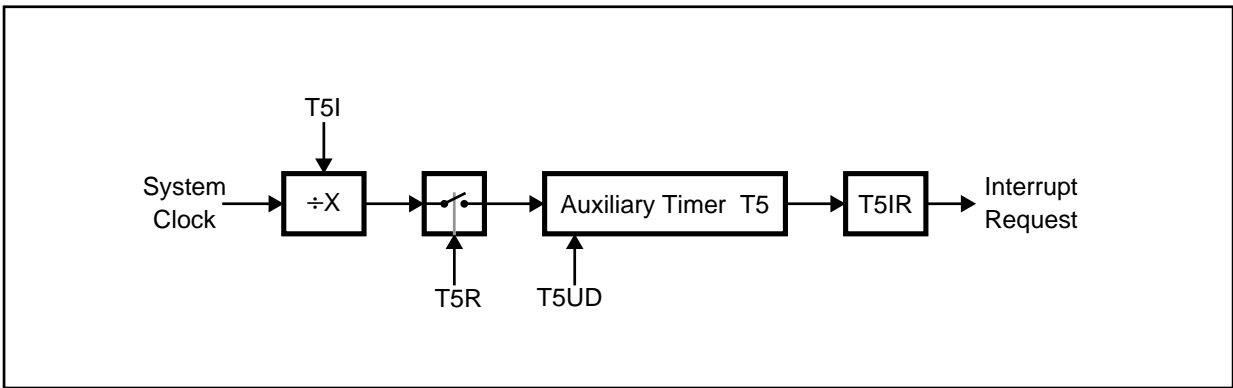 T5I
System
Clock
÷X
Auxiliary Timer T5
T5IR
Interrupt
Request
T5R
T5UD